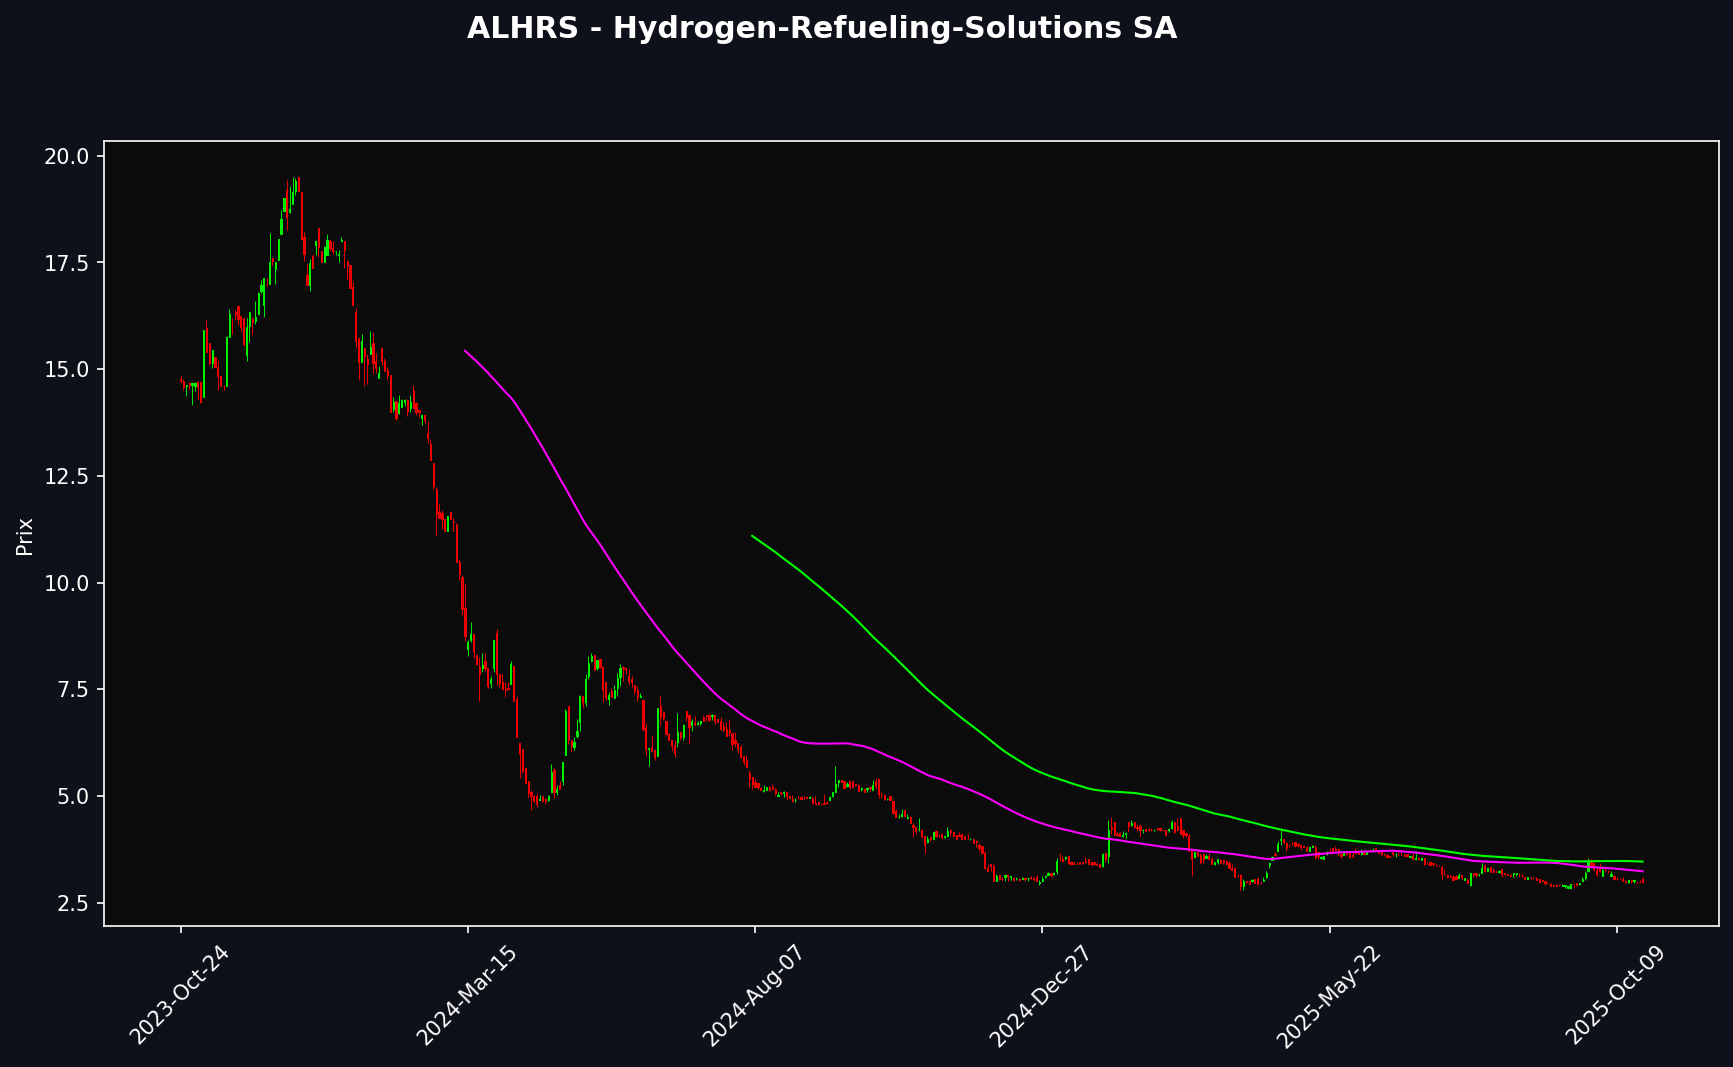 ALHRS - Hydrogen-Refueling-Solutions SA
20.0
17.5
15.0
12.5
10.0
7.5
5.0
2.5
Prix
2023-Oct-24
2024-Mar-15
2024-Aug-07
2024-Dec-27
2025-May-22
2025-Oct-09